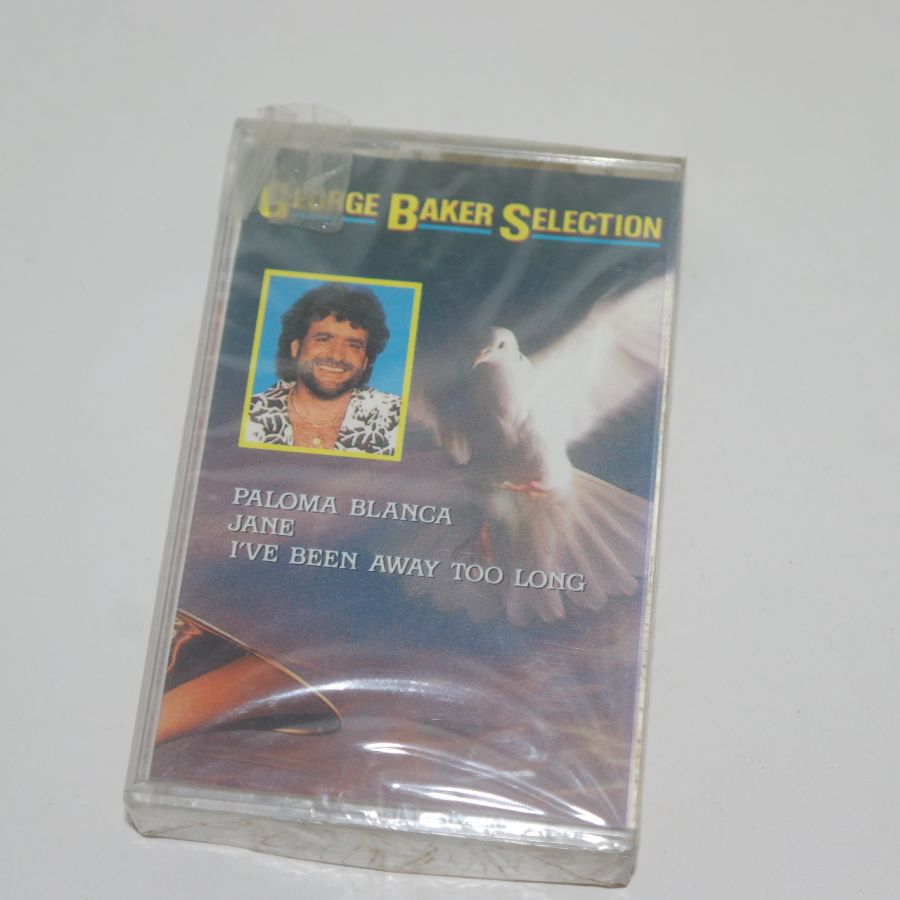 GEORGE BAKER SELECTION
PALOMA BLANCA
JANE
I'VE BEEN AWAY TOO LONG